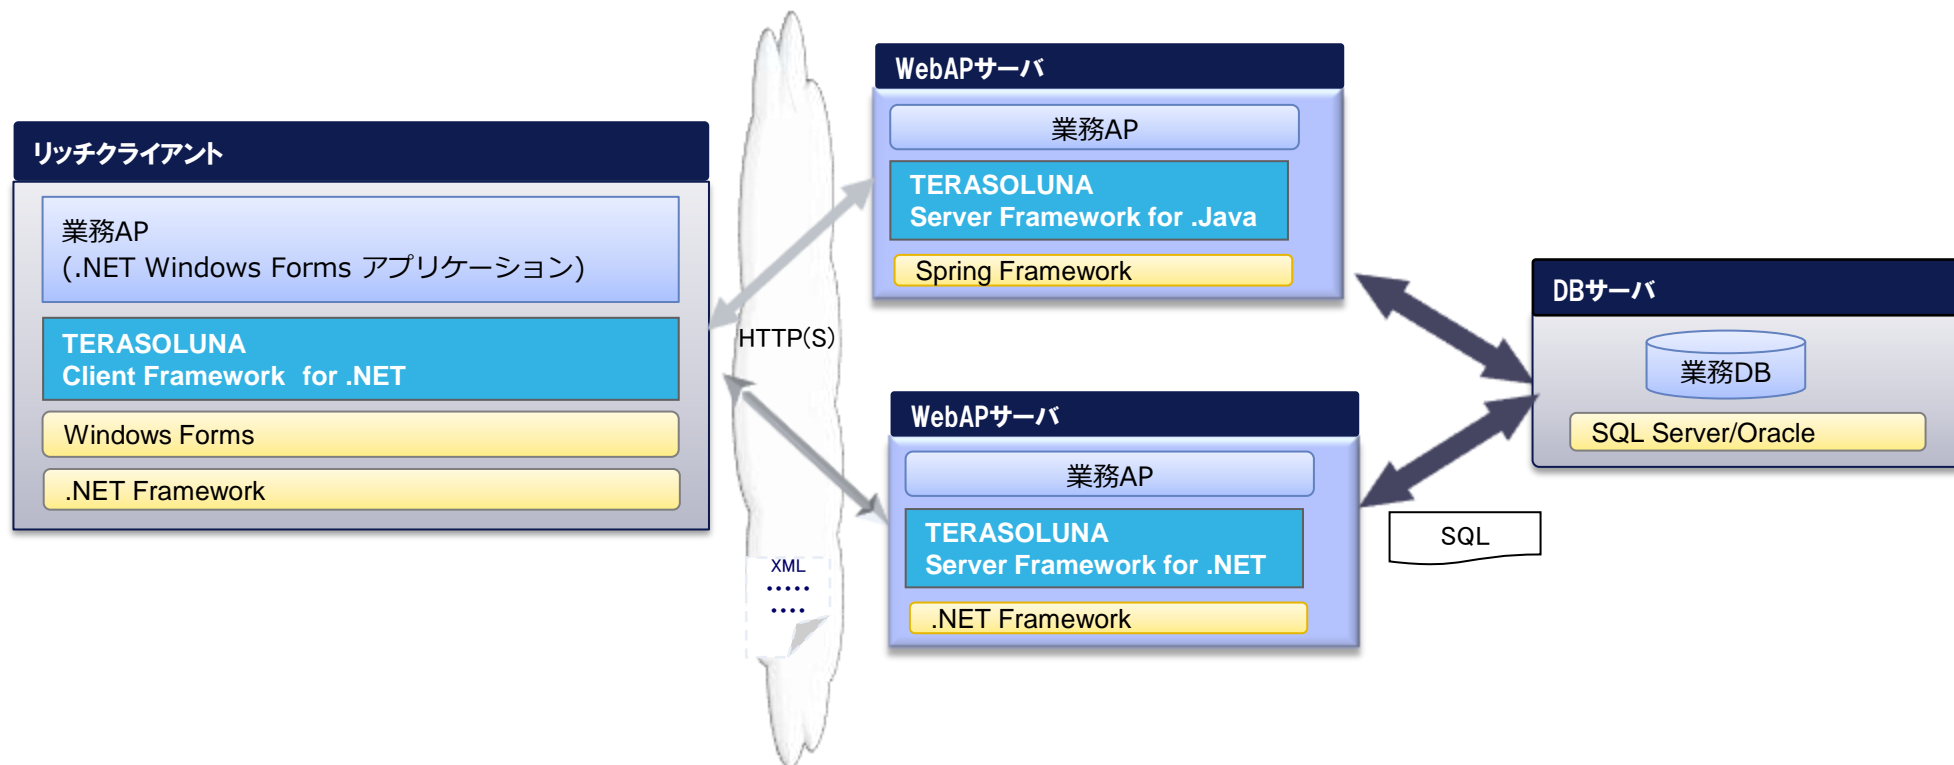 リッチクライアント
業務AP
(.NET Windows Forms アプリケーション)
TERASOLUNA
Client Framework for .NET
Windows Forms
.NET Framework
HTTP(S)
XML
•••••
••••
WebAPサーバ
業務AP
TERASOLUNA
Server Framework for .Java
Spring Framework
WebAPサーバ
業務AP
TERASOLUNA
Server Framework for .NET
.NET Framework
SQL
DBサーバ
業務DB
SQL Server/Oracle